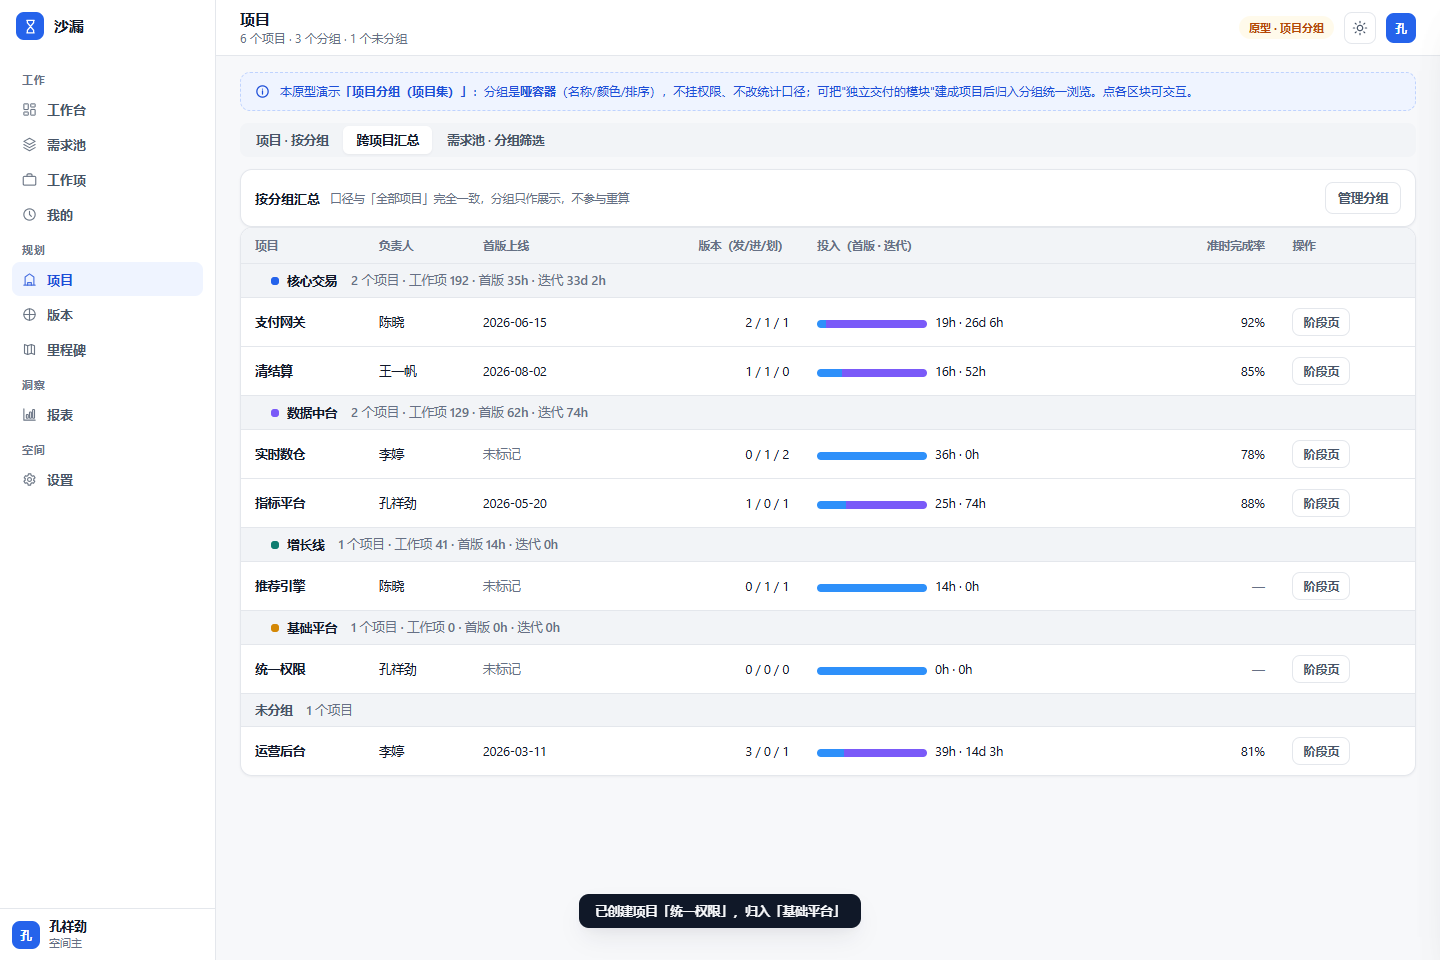 沙漏
工作
工作台
需求池
工作项
我的
规划
项目
版本
里程碑
洞察
报表
空间
设置
孔
孔祥劲
空间主
项目
6 个项目 · 3 个分组 · 1 个未分组
原型 · 项目分组
孔
本原型演示「项目分组（项目集）」：分组是哑容器（名称/颜色/排序），不挂权限、不改统计口径；可把"独立交付的模块"建成项目后归入分组统一浏览。点各区块可交互。
项目 · 按分组 跨项目汇总 需求池 · 分组筛选
按分组汇总 口径与「全部项目」完全一致，分组只作展示，不参与重算 管理分组
项目 负责人 首版上线 版本（发/进/划） 投入（首版 · 迭代） 准时完成率 操作
核心交易 2 个项目 · 工作项 192 · 首版 35h · 迭代 33d 2h
支付网关 陈晓 2026-06-15 2 / 1 / 1 19h · 26d 6h 92% 阶段页
清结算 王一帆 2026-08-02 1 / 1 / 0 16h · 52h 85% 阶段页
数据中台 2 个项目 · 工作项 129 · 首版 62h · 迭代 74h
实时数仓 李婷 未标记 0 / 1 / 2 36h · 0h 78% 阶段页
指标平台 孔祥劲 2026-05-20 1 / 0 / 1 25h · 74h 88% 阶段页
增长线 1 个项目 · 工作项 41 · 首版 14h · 迭代 0h
推荐引擎 陈晓 未标记 0 / 1 / 1 14h · 0h — 阶段页
基础平台 1 个项目 · 工作项 0 · 首版 0h · 迭代 0h
统一权限 孔祥劲 未标记 0 / 0 / 0 0h · 0h — 阶段页
未分组 1 个项目
运营后台 李婷 2026-03-11 3 / 0 / 1 39h · 14d 3h 81% 阶段页
已创建项目「统一权限」，归入「基础平台」